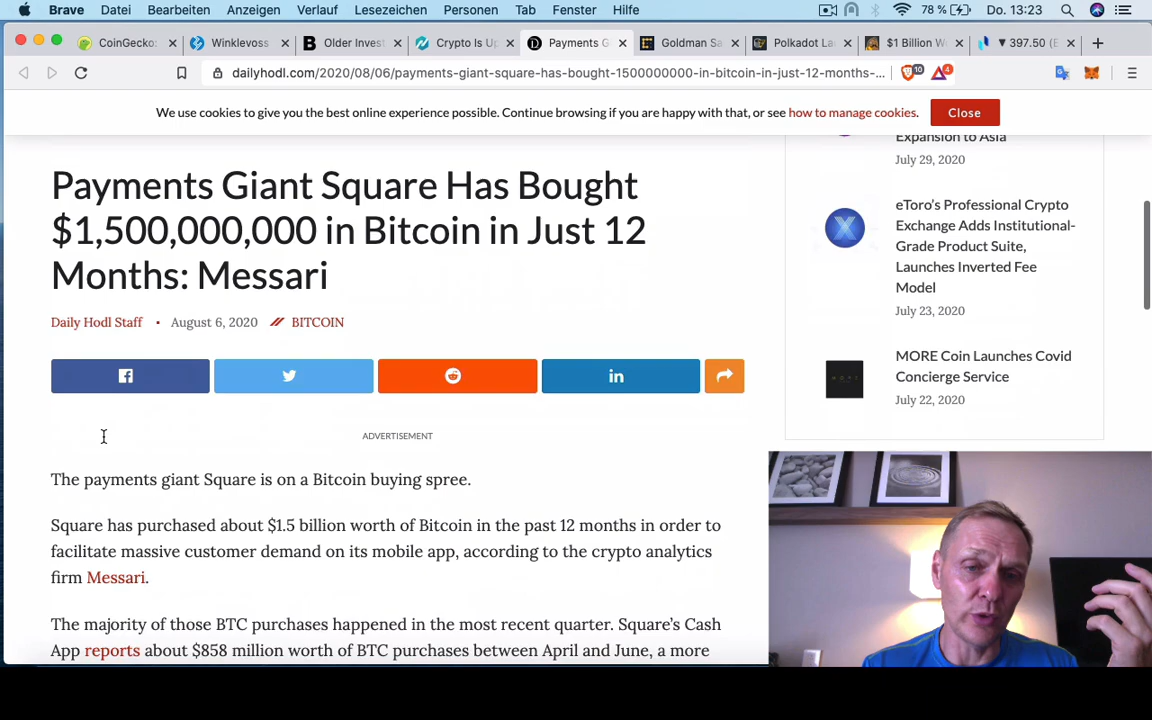 Brave Datei Bearbeiten Anzeigen Verlauf Lesezeichen Personen Tab Fenster Hilfe 78 % Do. 13:23
CoinGecko: Winklevoss Older Invest Crypto Is Up Payments G Goldman Sa Polkadot La $1 Billion W ▼ 397.50 (E
dailyhodl.com/2020/08/06/payments-giant-square-has-bought-1500000000-in-bitcoin-in-just-12-months-... 10 4
We use cookies to give you the best online experience possible. Continue browsing if you are happy with that, or see how to manage cookies. Close
Payments Giant Square Has Bought
$1,500,000,000 in Bitcoin in Just 12
Months: Messari
Daily Hodl Staff • August 6, 2020 BITCOIN
ADVERTISEMENT
The payments giant Square is on a Bitcoin buying spree.
Square has purchased about $1.5 billion worth of Bitcoin in the past 12 months in order to
facilitate massive customer demand on its mobile app, according to the crypto analytics
firm Messari.
The majority of those BTC purchases happened in the most recent quarter. Square's Cash
App reports about $858 million worth of BTC purchases between April and June, a more
Expansion to Asia
July 29, 2020
eToro's Professional Crypto
Exchange Adds Institutional-
Grade Product Suite,
Launches Inverted Fee
Model
July 23, 2020
MORE Coin Launches Covid
Concierge Service
July 22, 2020